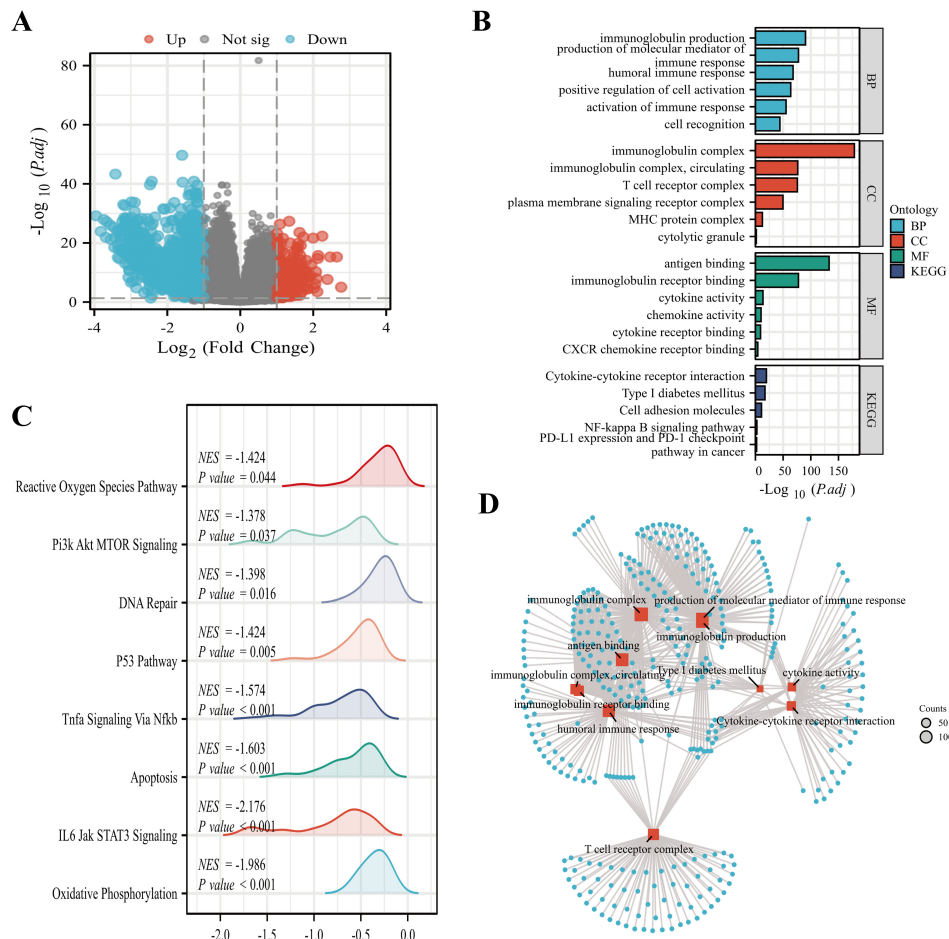 A
Up Not sig Down
80
60
40
20
0
-4 -2 0 2 4
-Log 10 (P.adj)
Log2 (Fold Change)
B
immunoglobulin production
production of molecular mediator of
immune response
humoral immune response
positive regulation of cell activation
activation of immune response
cell recognition
BP
immunoglobulin complex
immunoglobulin complex, circulating
T cell receptor complex
plasma membrane signaling receptor complex
MHC protein complex
cytolytic granule
CC
antigen binding
immunoglobulin receptor binding
cytokine activity
chemokine activity
cytokine receptor binding
CXCR chemokine receptor binding
MF
Cytokine-cytokine receptor interaction
Type I diabetes mellitus
Cell adhesion molecules
NF-kappa B signaling pathway
PD-L1 expression and PD-1 checkpoint
pathway in cancer
KEGG
0 50 100 150
-Log 10 (P.adj )
Ontology
BP
CC
MF
KEGG
C
NES = -1.424
P value = 0.044
Reactive Oxygen Species Pathway
NES = -1.378
P value = 0.037
Pi3k Akt MTOR Signaling
NES = -1.398
P value = 0.016
DNA Repair
NES = -1.424
P value = 0.005
P53 Pathway
NES = -1.574
P value < 0.001
Tnfa Signaling Via Nfkb
NES = -1.603
P value < 0.001
Apoptosis
NES = -2.176
P value < 0.001
IL6 Jak STAT3 Signaling
NES = -1.986
P value < 0.001
Oxidative Phosphorylation
-2.0 -1.5 -1.0 -0.5 0.0
D
immunoglobulin complex
production of molecular mediator of immune response
immunoglobulin production
antigen binding
immunoglobulin complex, circulating
Type I diabetes mellitus
cytokine activity
immunoglobulin receptor binding
humoral immune response
Cytokine-cytokine receptor interaction
T cell receptor complex
Counts
50